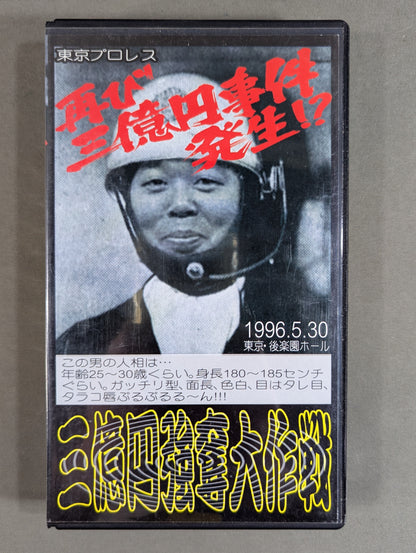 東京プロレス
再び
三億円事件
発生!?
1996.5.30
東京・後楽園ホール
この男の人相は…
年齢25〜30歳ぐらい。身長180〜185センチ
ぐらい。ガッチリ型、面長、色白、目はタレ目、
タラコ唇ぷるぷるる〜ん!!!
三億円強奪大作戦